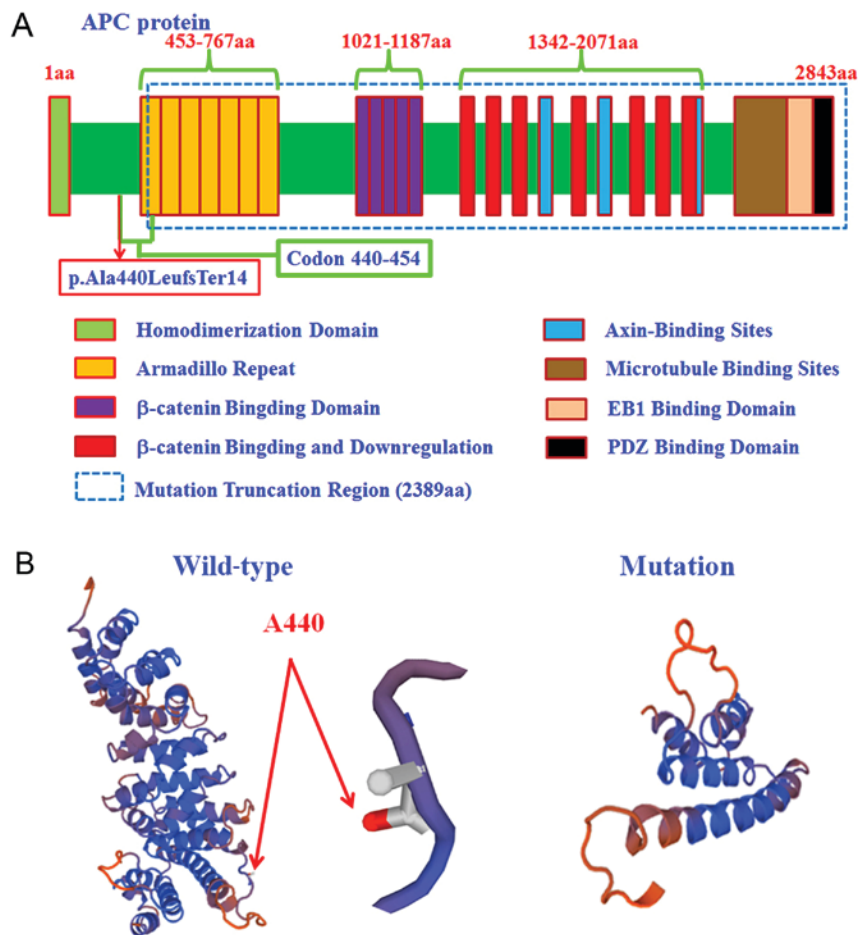 A
APC protein
453-767aa
1021-1187aa
1342-2071aa
1aa
2843aa
p.Ala440LeufsTer14
Codon 440-454
Homodimerization Domain
Armadillo Repeat
β-catenin Bingding Domain
β-catenin Bingding and Downregulation
Mutation Truncation Region (2389aa)
Axin-Binding Sites
Microtubule Binding Sites
EB1 Binding Domain
PDZ Binding Domain
B
Wild-type
Mutation
A440